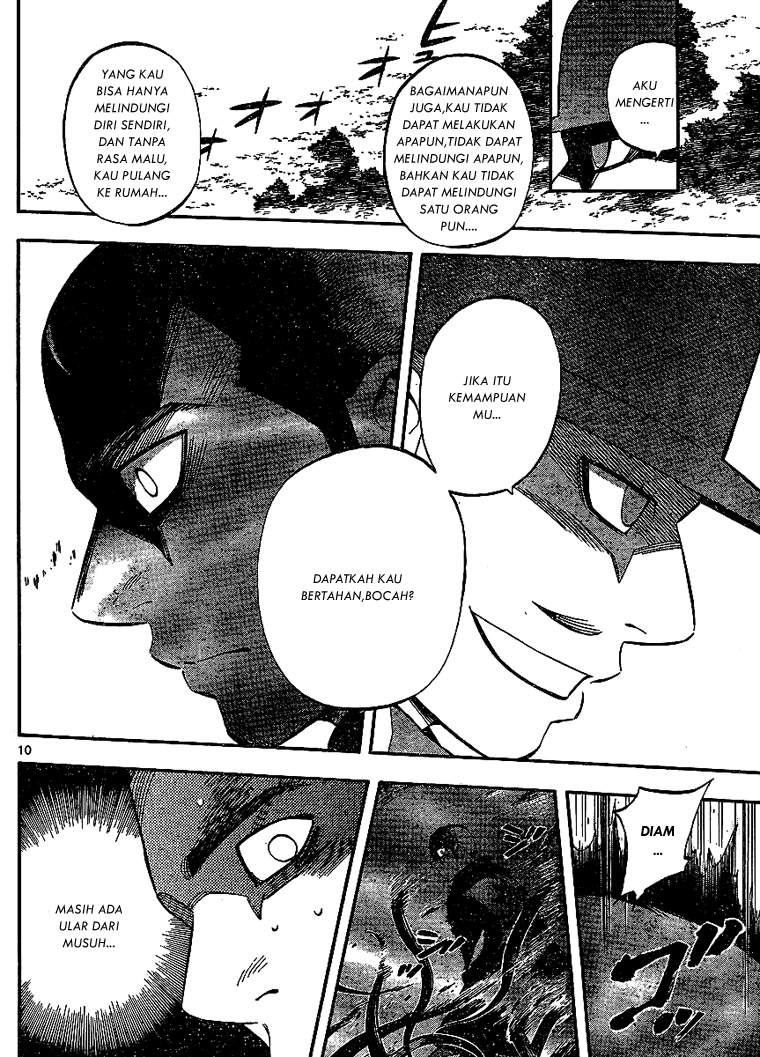 AKU
MENGERTI
...
BAGAIMANAPUN
JUGA,KAU TIDAK
DAPAT MELAKUKAN
APAPUN,TIDAK DAPAT
MELINDUNGI APAPUN,
BAHKAN KAU TIDAK
DAPAT MELINDUNGI
SATU ORANG
PUN....
YANG KAU
BISA HANYA
MELINDUNGI
DIRI SENDIRI,
DAN TANPA
RASA MALU,
KAU PULANG
KE RUMAH...
JIKA ITU
KEMAMPUAN
MU...
DAPATKAH KAU
BERTAHAN,BOCAH?
10
DIAM
...
MASIH ADA
ULAR DARI
MUSUH...